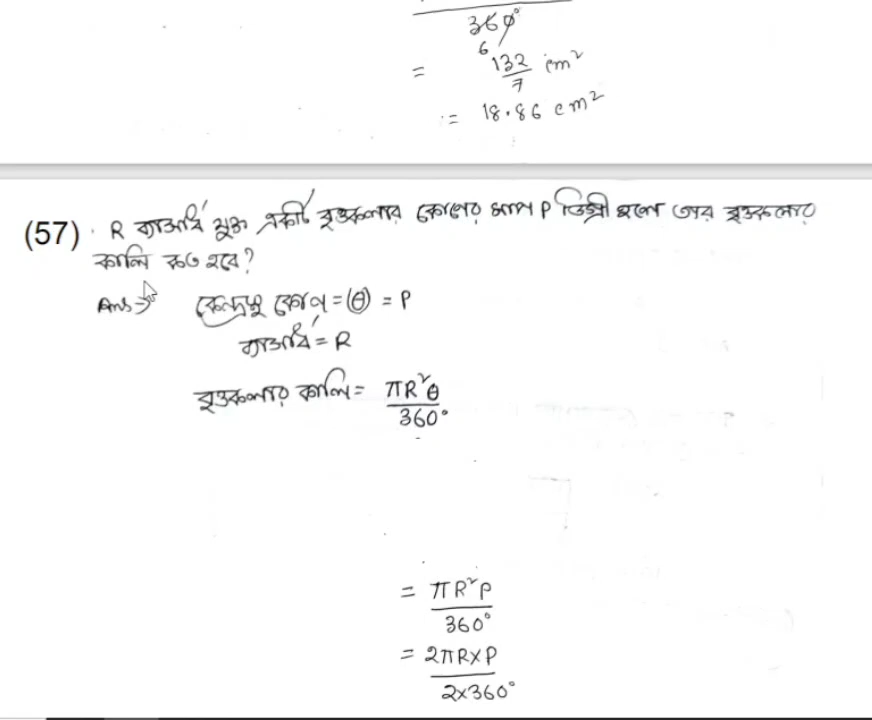 360°
6
= 132/7 cm²
= 18.86 cm²
(57) . R ব্যাসার্ধ যুক্ত একটি বৃত্তকলার কোণের মাপ P ডিগ্রী হলে তার বৃত্তকলার
কালি কত হবে?
Ans → কেন্দ্রস্থ কোণ = (θ) = P
ব্যাসার্ধ = R
বৃত্তকলার কালি = πR²θ/360°
= πR²P/360°
= 2πR×P/2×360°